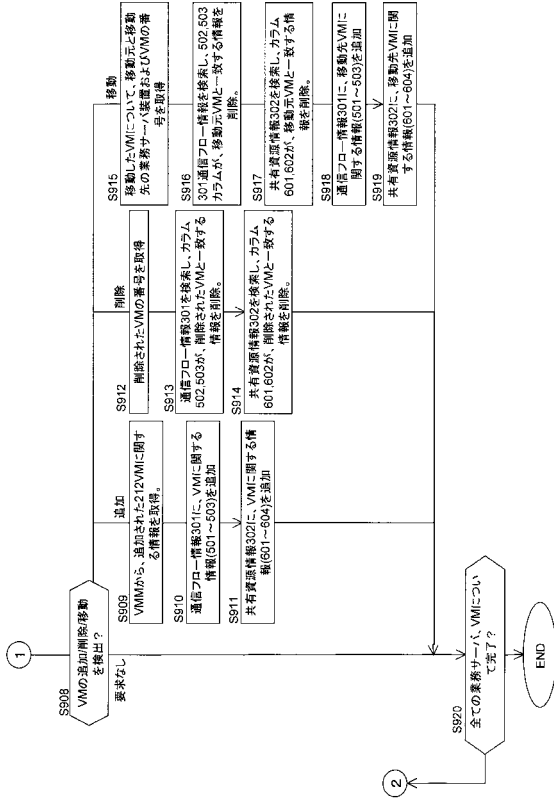 1
S908
VMの追加/削除/移動
を検出?
要求なし
追加
S909
VMMから、追加された212VMに関す
る情報を取得。
S910
通信フロー情報301に、VMに関する
情報(501～503)を追加
S911
共有資源情報302に、VMに関する情
報(601～604)を追加
削除
S912
削除されたVMの番号を取得
S913
通信フロー情報301を検索し、カラム
502,503が、削除されたVMと一致する
情報を削除。
S914
共有資源情報302を検索し、カラム
601,602が、削除されたVMと一致する
情報を削除。
移動
S915
移動したVMについて、移動元と移動
先の業務サーバ装置およびVMの番
号を取得
S916
301通信フロー情報を検索し、502,503
カラムが、移動元VMと一致する情報を
削除。
S917
共有資源情報302を検索し、カラム
601,602が、移動元VMと一致する情
報を削除。
S918
通信フロー情報301に、移動先VMに
関する情報(501～503)を追加
S919
共有資源情報302に、移動先VMに関
する情報(601～604)を追加
S920
全ての業務サーバ、VMについ
て完了?
2
END